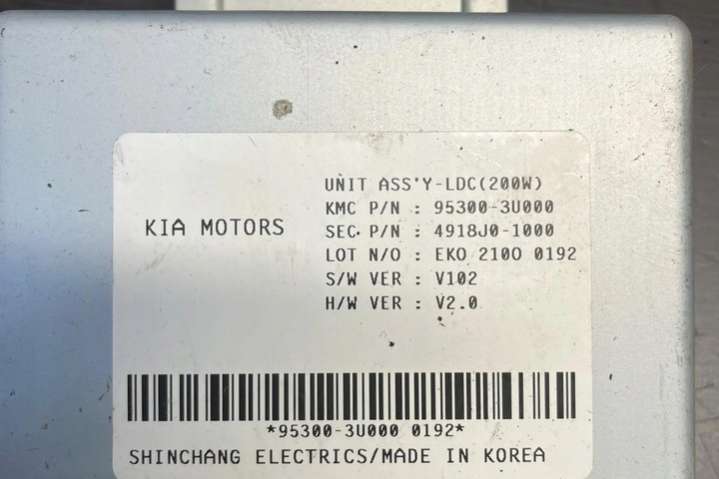 UNIT ASS'Y-LDC(200W)
KMC P/N : 95300-3U000
KIA MOTORS
SEC. P/N : 4918J0-1000
LOT N/O : EKO 2100 0192
S/W VER : V102
H/W VER : V2.0
*95300-3U000 0192*
SHINCHANG ELECTRICS/MADE IN KOREA